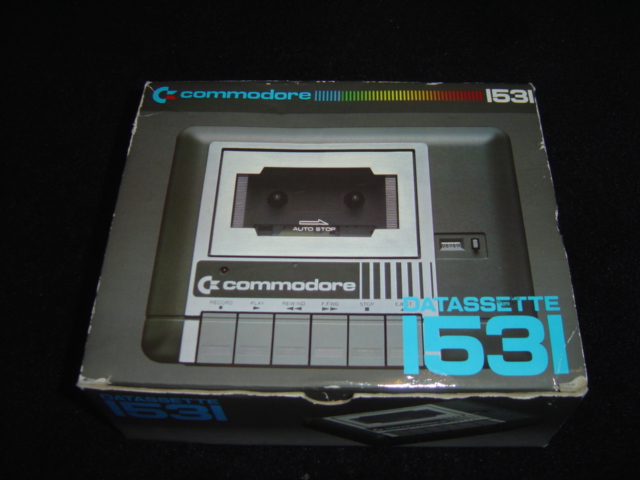 commodore 1531
AUTO STOP
commodore
RECORD PLAY REWIND F.FWD STOP
DATASSETTE
1531
DATASSETTE
1531